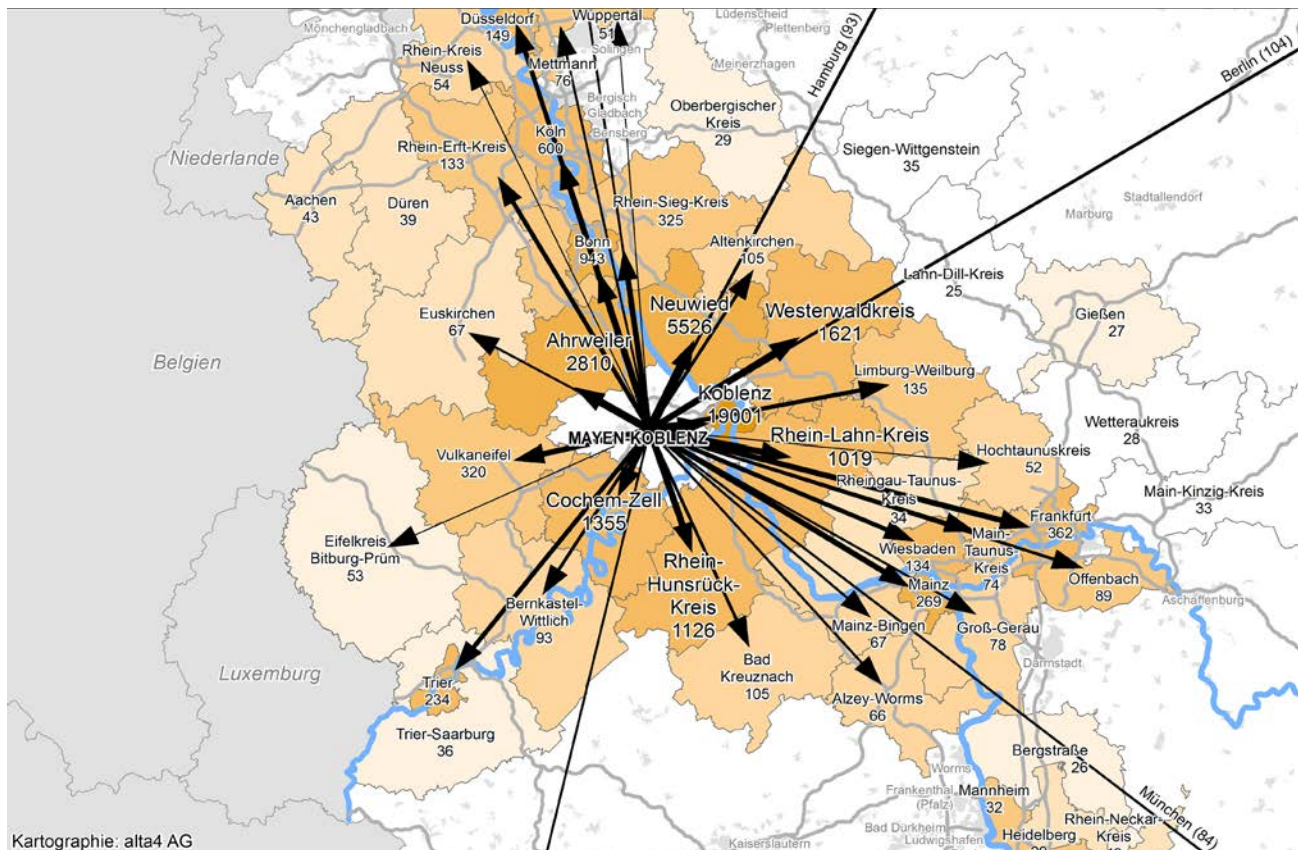 Düsseldorf
149
Wuppertal
51
Lüdenscheid
Plettenberg
Mönchengladbach
Solingen
Hamburg (93)
Berlin (104)
Rhein-Kreis
Neuss
54
Mettmann
76
Meinerzhagen
Bergisch
Gladbach
Bensberg
Oberbergischer
Kreis
29
Niederlande
Rhein-Erft-Kreis
133
Köln
600
Siegen-Wittgenstein
35
Aachen
43
Düren
39
Rhein-Sieg-Kreis
325
Stadtallendorf
Marburg
Bonn
943
Altenkirchen
105
Lahn-Dill-Kreis
25
Euskirchen
67
Neuwied
5526
Westerwaldkreis
1621
Gießen
27
Ahrweiler
2810
Belgien
Limburg-Weilburg
135
Koblenz
19001
Wetteraukreis
28
MAYEN-KOBLENZ
Rhein-Lahn-Kreis
1019
Hochtaunuskreis
52
Vulkaneifel
320
Rheingau-Taunus-
Kreis
34
Main-Kinzig-Kreis
33
Cochem-Zell
1355
Frankfurt
362
Eifelkreis
Bitburg-Prüm
53
Wiesbaden
134
Main-
Taunus-
Kreis
74
Rhein-
Hunsrück-
Kreis
1126
Mainz
269
Offenbach
89
Aschaffenburg
Bernkastel-
Wittlich
93
Mainz-Bingen
67
Groß-Gerau
78
Darmstadt
Luxemburg
Bad
Kreuznach
105
Trier
234
Alzey-Worms
66
Trier-Saarburg
36
Bergstraße
26
Worms
Frankenthal
(Pfalz)
Mannheim
32
München (84)
Rhein-Neckar-
Kreis
Bad Dürkheim
Ludwigshafen
Heidelberg
Kaiserslautern
Kartographie: alta4 AG